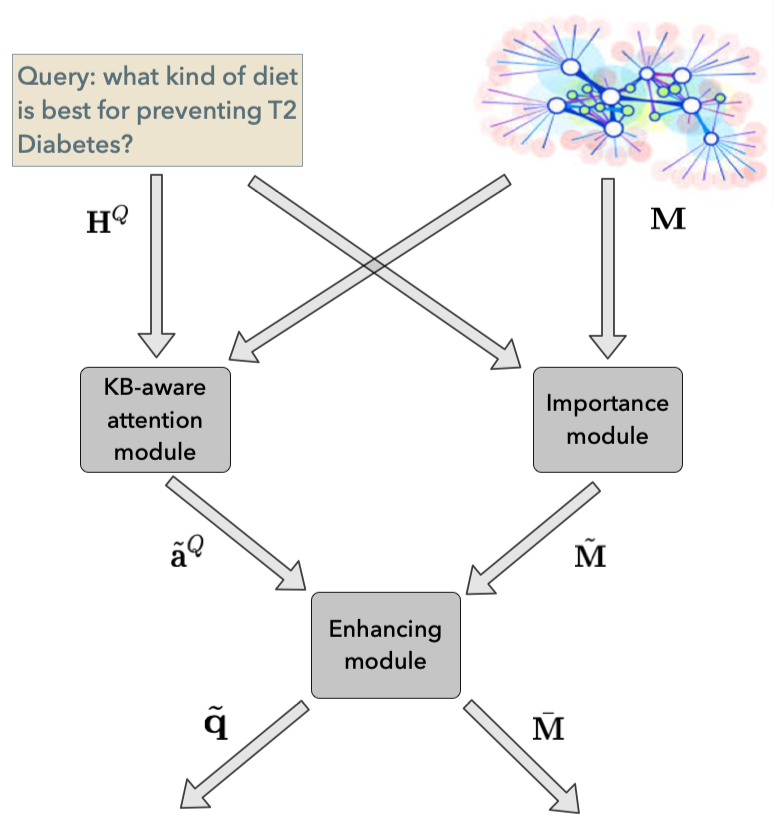 Query: what kind of diet
is best for preventing T2
Diabetes?
H^Q
M
KB-aware
attention
module
Importance
module
ã^Q
M̃
Enhancing
module
q̃
M̄